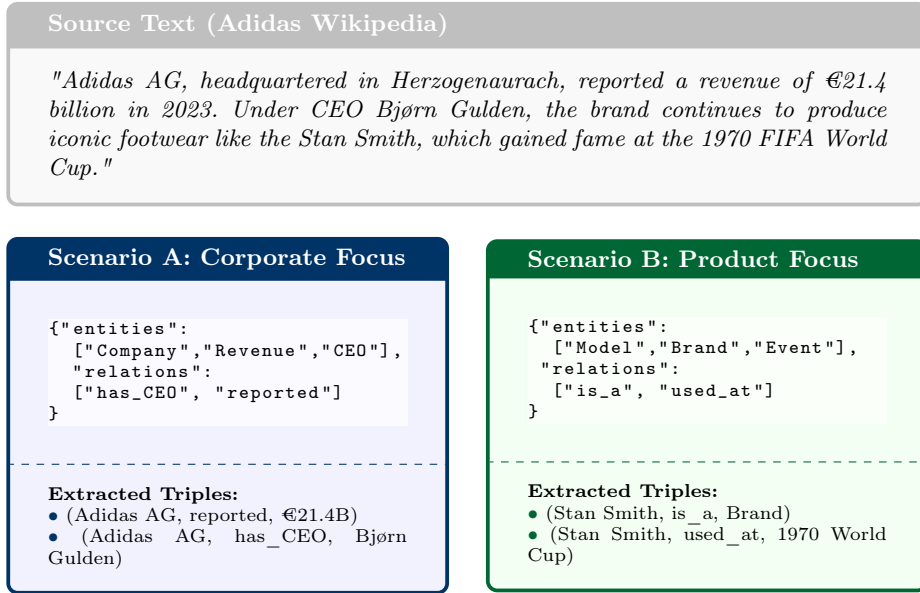 Source Text (Adidas Wikipedia)
"Adidas AG, headquartered in Herzogenaurach, reported a revenue of €21.4
billion in 2023. Under CEO Bjørn Gulden, the brand continues to produce
iconic footwear like the Stan Smith, which gained fame at the 1970 FIFA World
Cup."
Scenario A: Corporate Focus
{"entities":
["Company","Revenue","CEO"],
"relations":
["has_CEO", "reported"]
}
Extracted Triples:
• (Adidas AG, reported, €21.4B)
• (Adidas AG, has_CEO, Bjørn
Gulden)
Scenario B: Product Focus
{"entities":
["Model","Brand","Event"],
"relations":
["is_a", "used_at"]
}
Extracted Triples:
• (Stan Smith, is_a, Brand)
• (Stan Smith, used_at, 1970 World
Cup)